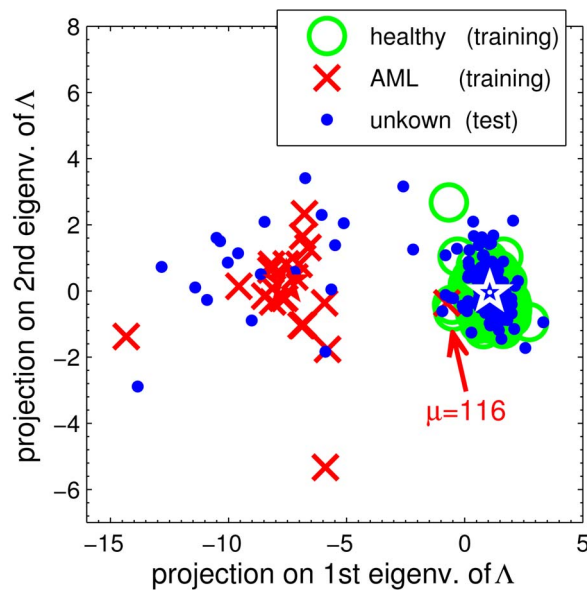 healthy (training)
AML (training)
unkown (test)
8
6
4
2
0
−2
−4
−6
projection on 2nd eigenv. of Λ
μ=116
−15 −10 −5 0 5
projection on 1st eigenv. of Λ